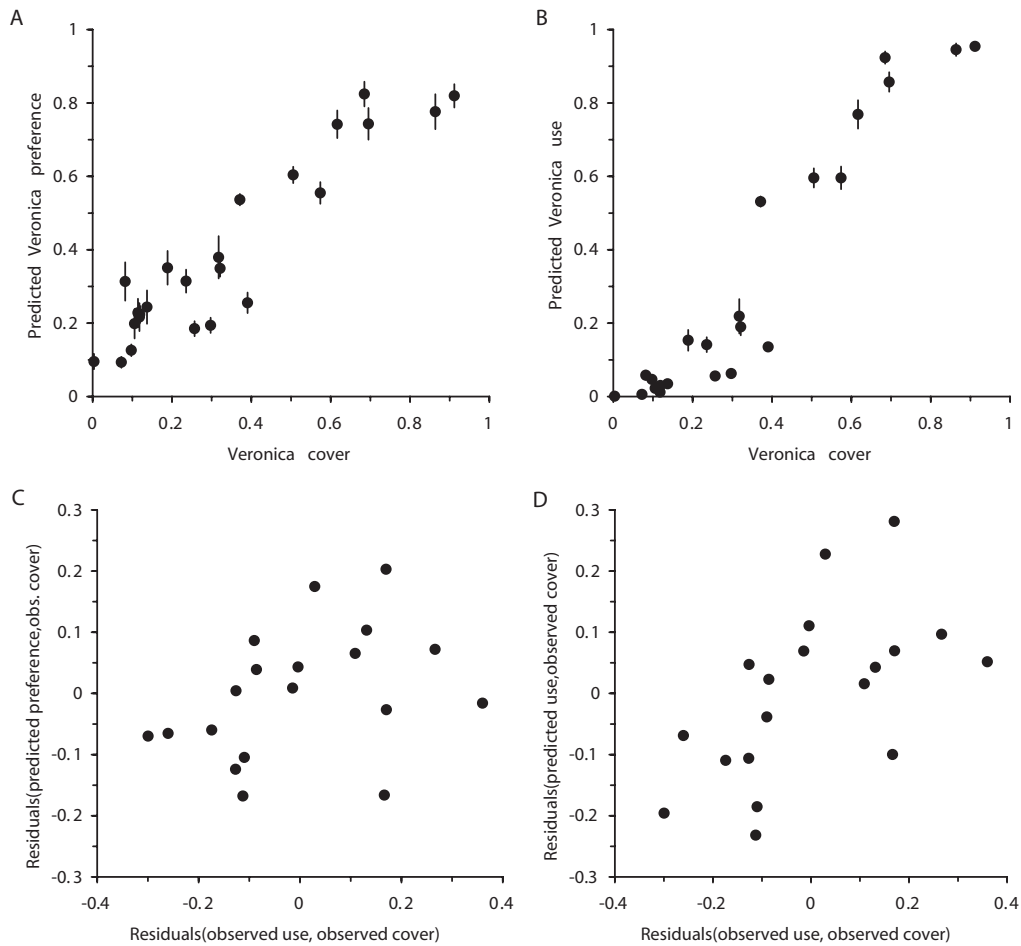 A
1
0.8
0.6
0.4
0.2
0
Predicted Veronica preference
0 0.2 0.4 0.6 0.8 1
Veronica cover
B
1
0.8
0.6
0.4
0.2
0
Predicted Veronica use
0 0.2 0.4 0.6 0.8 1
Veronica cover
C
0.3
0.2
0.1
0
-0.1
-0.2
-0.3
Residuals(predicted preference,obs. cover)
-0.4 -0.2 0 0.2 0.4
Residuals(observed use, observed cover)
D
0.3
0.2
0.1
0
-0.1
-0.2
-0.3
Residuals(predicted use,observed cover)
-0.4 -0.2 0 0.2 0.4
Residuals(observed use, observed cover)